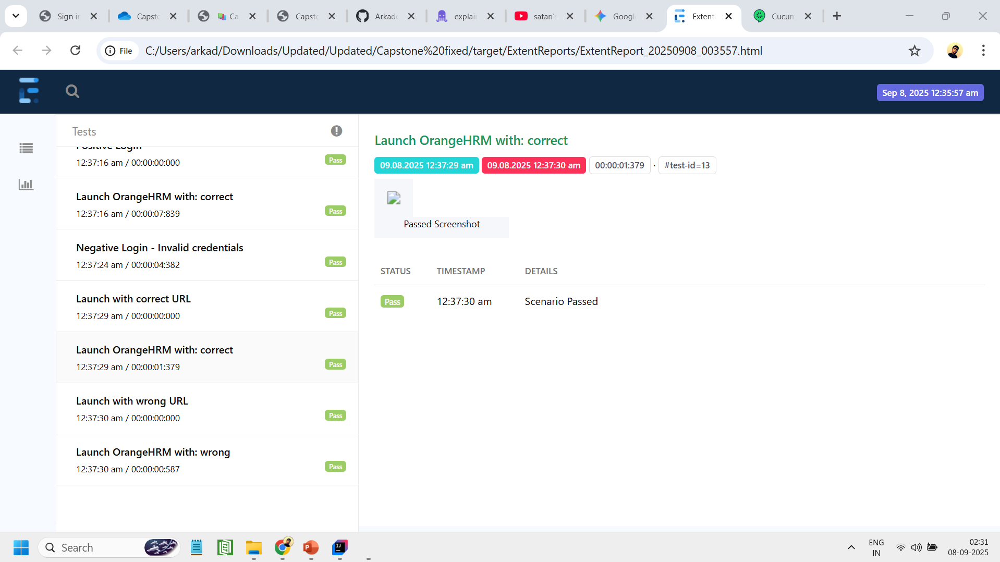 Sign in
Capsto
Ca
Capsto
Arkade
explain
satan's
Google
Extent
Cucum
File
C:/Users/arkad/Downloads/Updated/Updated/Capstone%20fixed/target/ExtentReports/ExtentReport_20250908_003557.html
Sep 8, 2025 12:35:57 am
Tests
Positive Login
12:37:16 am / 00:00:00:000
Pass
Launch OrangeHRM with: correct
12:37:16 am / 00:00:07:839
Pass
Negative Login - Invalid credentials
12:37:24 am / 00:00:04:382
Pass
Launch with correct URL
12:37:29 am / 00:00:00:000
Pass
Launch OrangeHRM with: correct
12:37:29 am / 00:00:01:379
Pass
Launch with wrong URL
12:37:30 am / 00:00:00:000
Pass
Launch OrangeHRM with: wrong
12:37:30 am / 00:00:00:587
Pass
Launch OrangeHRM with: correct
09.08.2025 12:37:29 am 09.08.2025 12:37:30 am 00:00:01:379 · #test-id=13
Passed Screenshot
STATUS TIMESTAMP DETAILS
Pass 12:37:30 am Scenario Passed
Search
ENG
IN
02:31
08-09-2025